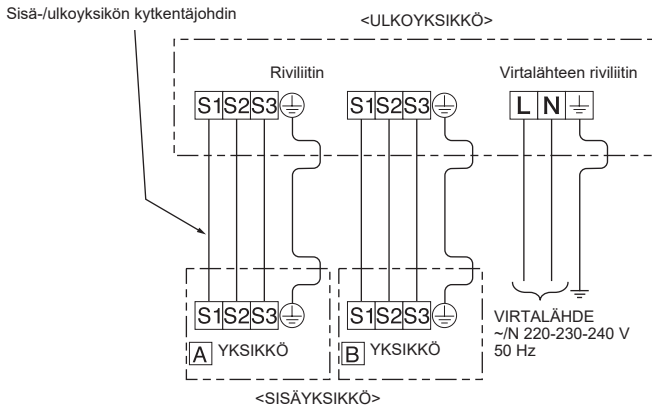 Sisä-/ulkoyksikön kytkentäjohdin
<ULKOYKSIKKÖ>
Riviliitin
Virtalähteen riviliitin
S1 S2 S3
S1 S2 S3
L N
S1 S2 S3
S1 S2 S3
A YKSIKKÖ
B YKSIKKÖ
VIRTALÄHDE
~/N 220-230-240 V
50 Hz
<SISÄYKSIKKÖ>